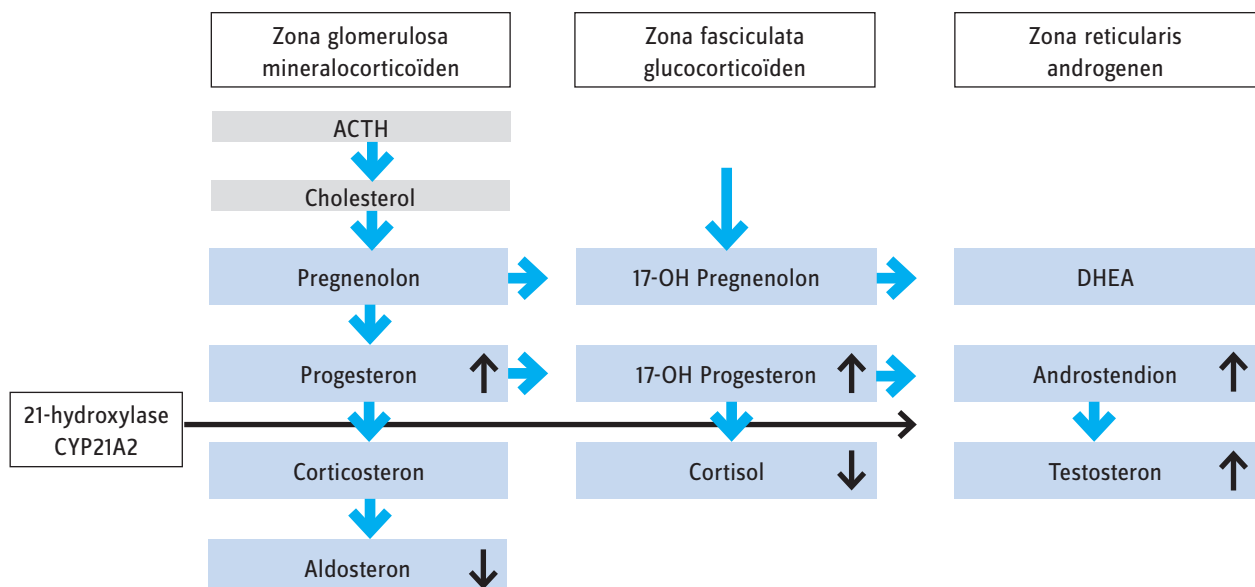 Zona glomerulosa
mineralocorticoïden
Zona fasciculata
glucocorticoïden
Zona reticularis
androgenen
ACTH
Cholesterol
Pregnenolon
17-OH Pregnenolon
DHEA
Progesteron
17-OH Progesteron
Androstendion
21-hydroxylase
CYP21A2
Corticosteron
Cortisol
Testosteron
Aldosteron